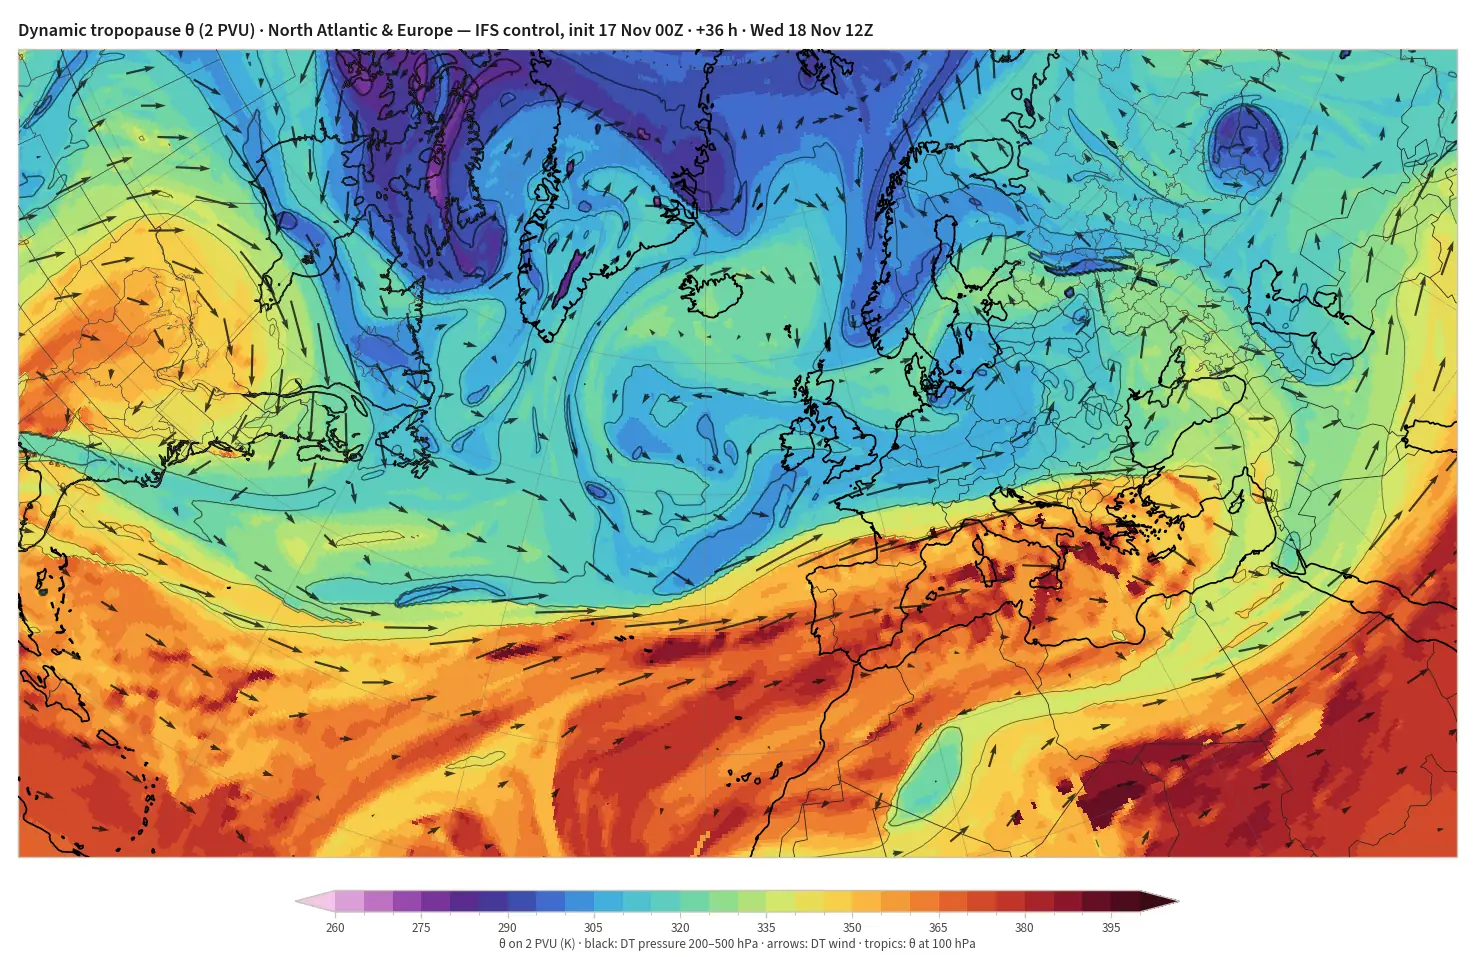 Dynamic tropopause θ (2 PVU) · North Atlantic & Europe — IFS control, init 17 Nov 00Z · +36 h · Wed 18 Nov 12Z
260 275 290 305 320 335 350 365 380 395
θ on 2 PVU (K) · black: DT pressure 200–500 hPa · arrows: DT wind · tropics: θ at 100 hPa